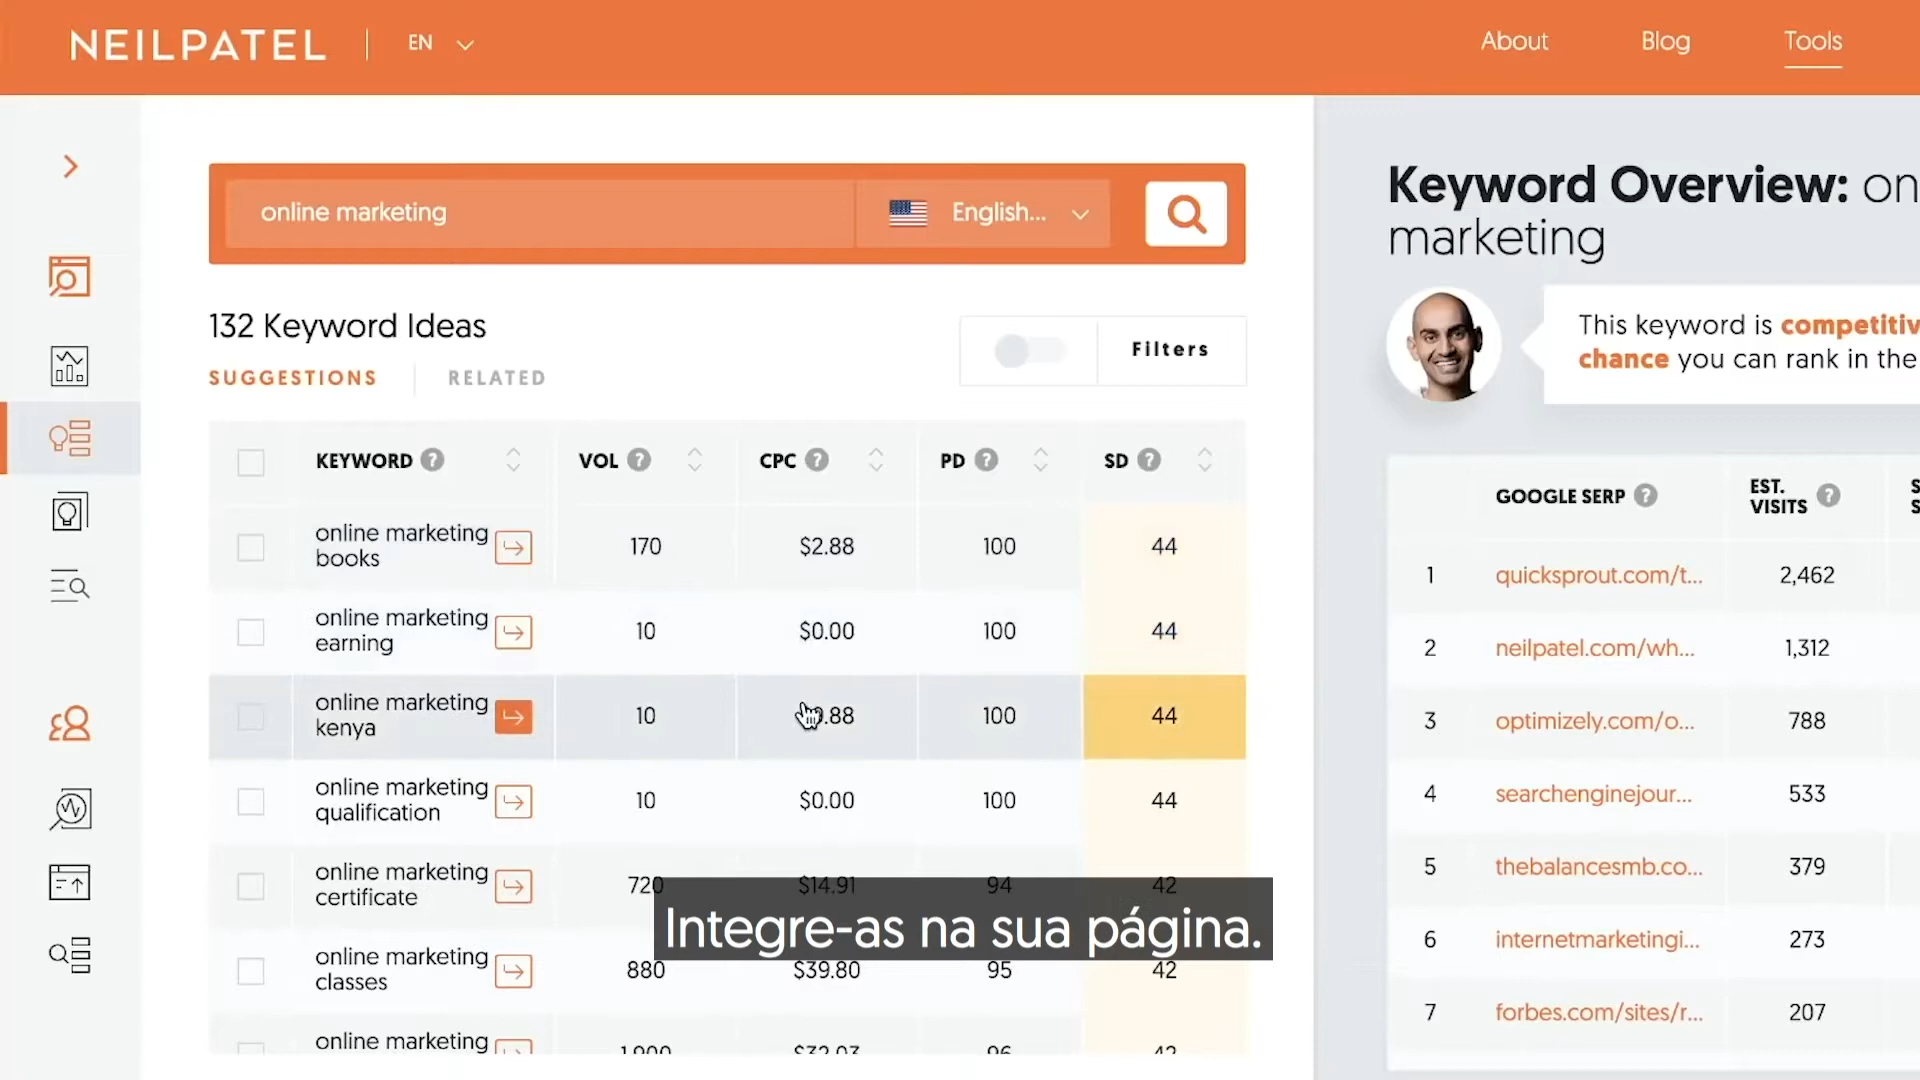 NEILPATEL
EN
About
Blog
Tools
online marketing
English...
132 Keyword Ideas
SUGGESTIONS
RELATED
Filters
KEYWORD ?
VOL ?
CPC ?
PD ?
SD ?
online marketing
books
170
$2.88
100
44
online marketing
earning
10
$0.00
100
44
online marketing
kenya
10
.88
100
44
online marketing
qualification
10
$0.00
100
44
online marketing
certificate
720
$14.91
94
42
online marketing
classes
880
$39.80
95
42
online marketing
1,900
$32.03
96
42
Integre-as na sua página.
Keyword Overview: on
marketing
This keyword is competitiv
chance you can rank in the
GOOGLE SERP ?
EST.
VISITS ?
S
S
1
quicksprout.com/t...
2,462
2
neilpatel.com/wh...
1,312
3
optimizely.com/o...
788
4
searchenginejour...
533
5
thebalancesmb.co...
379
6
internetmarketingi...
273
7
forbes.com/sites/r...
207